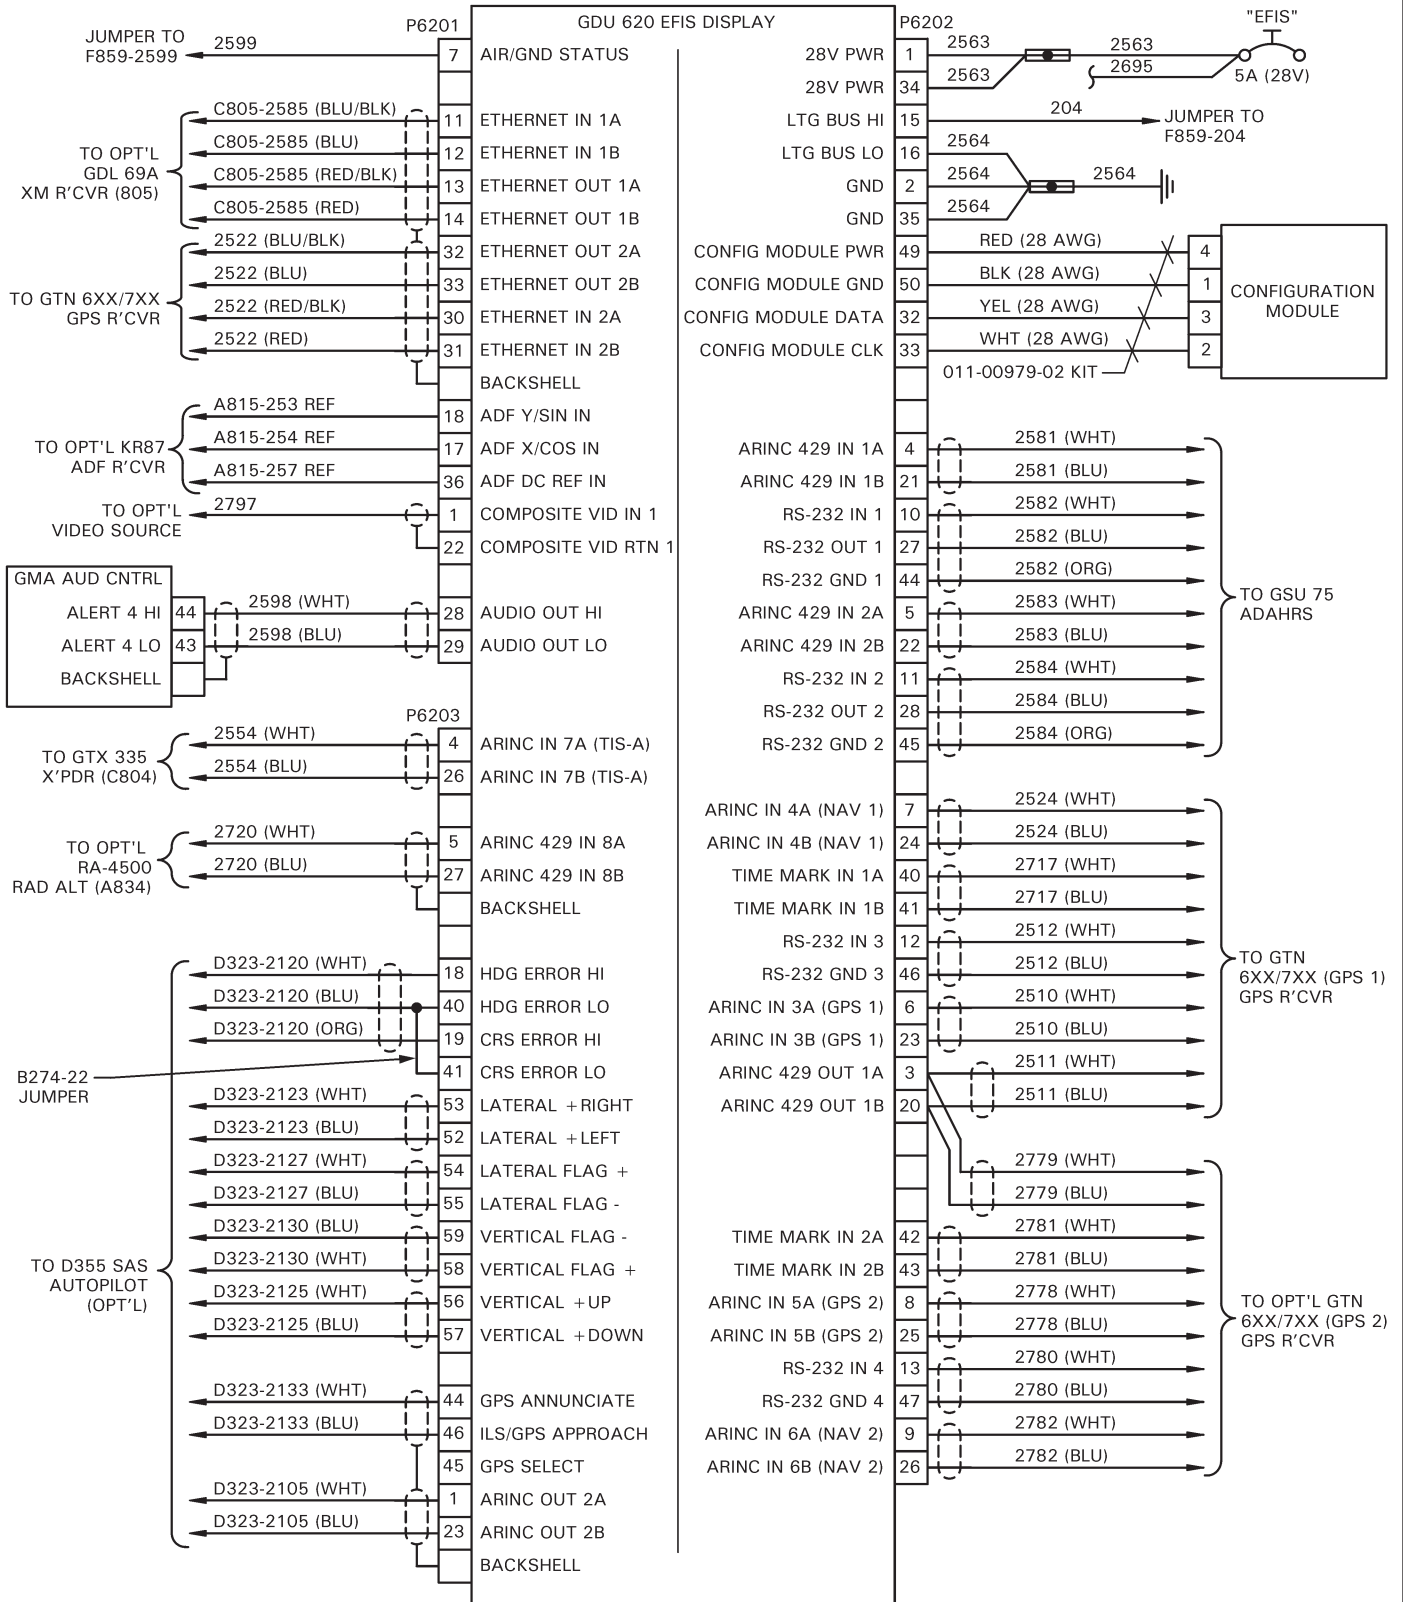 GDU 620 EFIS DISPLAY
P6201
JUMPER TO
F859-2599
2599
7 AIR/GND STATUS
TO OPT'L
GDL 69A
XM R'CVR (805)
C805-2585 (BLU/BLK) 11 ETHERNET IN 1A
C805-2585 (BLU) 12 ETHERNET IN 1B
C805-2585 (RED/BLK) 13 ETHERNET OUT 1A
C805-2585 (RED) 14 ETHERNET OUT 1B
TO GTN 6XX/7XX
GPS R'CVR
2522 (BLU/BLK) 32 ETHERNET OUT 2A
2522 (BLU) 33 ETHERNET OUT 2B
2522 (RED/BLK) 30 ETHERNET IN 2A
2522 (RED) 31 ETHERNET IN 2B
BACKSHELL
TO OPT'L KR87
ADF R'CVR
A815-253 REF 18 ADF Y/SIN IN
A815-254 REF 17 ADF X/COS IN
A815-257 REF 36 ADF DC REF IN
TO OPT'L
VIDEO SOURCE
2797 1 COMPOSITE VID IN 1
22 COMPOSITE VID RTN 1
GMA AUD CNTRL
ALERT 4 HI 44 2598 (WHT) 28 AUDIO OUT HI
ALERT 4 LO 43 2598 (BLU) 29 AUDIO OUT LO
BACKSHELL
P6203
TO GTX 335
X'PDR (C804)
2554 (WHT) 4 ARINC IN 7A (TIS-A)
2554 (BLU) 26 ARINC IN 7B (TIS-A)
TO OPT'L
RA-4500
RAD ALT (A834)
2720 (WHT) 5 ARINC 429 IN 8A
2720 (BLU) 27 ARINC 429 IN 8B
BACKSHELL
D323-2120 (WHT) 18 HDG ERROR HI
D323-2120 (BLU) 40 HDG ERROR LO
D323-2120 (ORG) 19 CRS ERROR HI
41 CRS ERROR LO
B274-22
JUMPER
D323-2123 (WHT) 53 LATERAL +RIGHT
D323-2123 (BLU) 52 LATERAL +LEFT
D323-2127 (WHT) 54 LATERAL FLAG +
D323-2127 (BLU) 55 LATERAL FLAG -
D323-2130 (BLU) 59 VERTICAL FLAG -
D323-2130 (WHT) 58 VERTICAL FLAG +
TO D355 SAS
AUTOPILOT
(OPT'L)
D323-2125 (WHT) 56 VERTICAL +UP
D323-2125 (BLU) 57 VERTICAL +DOWN
D323-2133 (WHT) 44 GPS ANNUNCIATE
D323-2133 (BLU) 46 ILS/GPS APPROACH
45 GPS SELECT
D323-2105 (WHT) 1 ARINC OUT 2A
D323-2105 (BLU) 23 ARINC OUT 2B
BACKSHELL
P6202
28V PWR 1 2563 2563
28V PWR 34 2563 2695
"EFIS"
5A (28V)
LTG BUS HI 15 204
JUMPER TO
F859-204
LTG BUS LO 16 2564
GND 2 2564 2564
GND 35 2564
CONFIG MODULE PWR 49 RED (28 AWG) 4
CONFIG MODULE GND 50 BLK (28 AWG) 1
CONFIG MODULE DATA 32 YEL (28 AWG) 3
CONFIG MODULE CLK 33 WHT (28 AWG) 2
CONFIGURATION
MODULE
011-00979-02 KIT
ARINC 429 IN 1A 4 2581 (WHT)
ARINC 429 IN 1B 21 2581 (BLU)
RS-232 IN 1 10 2582 (WHT)
RS-232 OUT 1 27 2582 (BLU)
RS-232 GND 1 44 2582 (ORG)
ARINC 429 IN 2A 5 2583 (WHT)
ARINC 429 IN 2B 22 2583 (BLU)
RS-232 IN 2 11 2584 (WHT)
RS-232 OUT 2 28 2584 (BLU)
RS-232 GND 2 45 2584 (ORG)
TO GSU 75
ADAHRS
ARINC IN 4A (NAV 1) 7 2524 (WHT)
ARINC IN 4B (NAV 1) 24 2524 (BLU)
TIME MARK IN 1A 40 2717 (WHT)
TIME MARK IN 1B 41 2717 (BLU)
RS-232 IN 3 12 2512 (WHT)
RS-232 GND 3 46 2512 (BLU)
ARINC IN 3A (GPS 1) 6 2510 (WHT)
ARINC IN 3B (GPS 1) 23 2510 (BLU)
ARINC 429 OUT 1A 3 2511 (WHT)
ARINC 429 OUT 1B 20 2511 (BLU)
TO GTN
6XX/7XX (GPS 1)
GPS R'CVR
2779 (WHT)
2779 (BLU)
TIME MARK IN 2A 42 2781 (WHT)
TIME MARK IN 2B 43 2781 (BLU)
ARINC IN 5A (GPS 2) 8 2778 (WHT)
ARINC IN 5B (GPS 2) 25 2778 (BLU)
RS-232 IN 4 13 2780 (WHT)
RS-232 GND 4 47 2780 (BLU)
ARINC IN 6A (NAV 2) 9 2782 (WHT)
ARINC IN 6B (NAV 2) 26 2782 (BLU)
TO OPT'L GTN
6XX/7XX (GPS 2)
GPS R'CVR